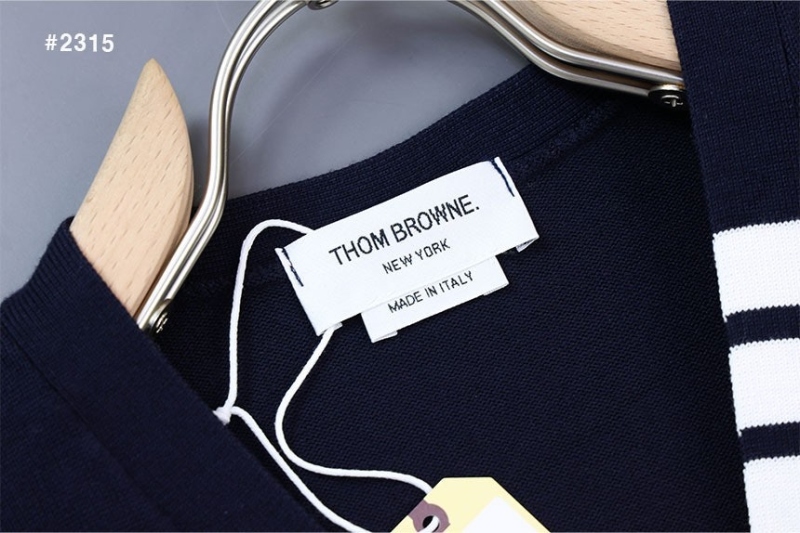 #2315
THOM BROWNE.
NEW YORK
MADE IN ITALY